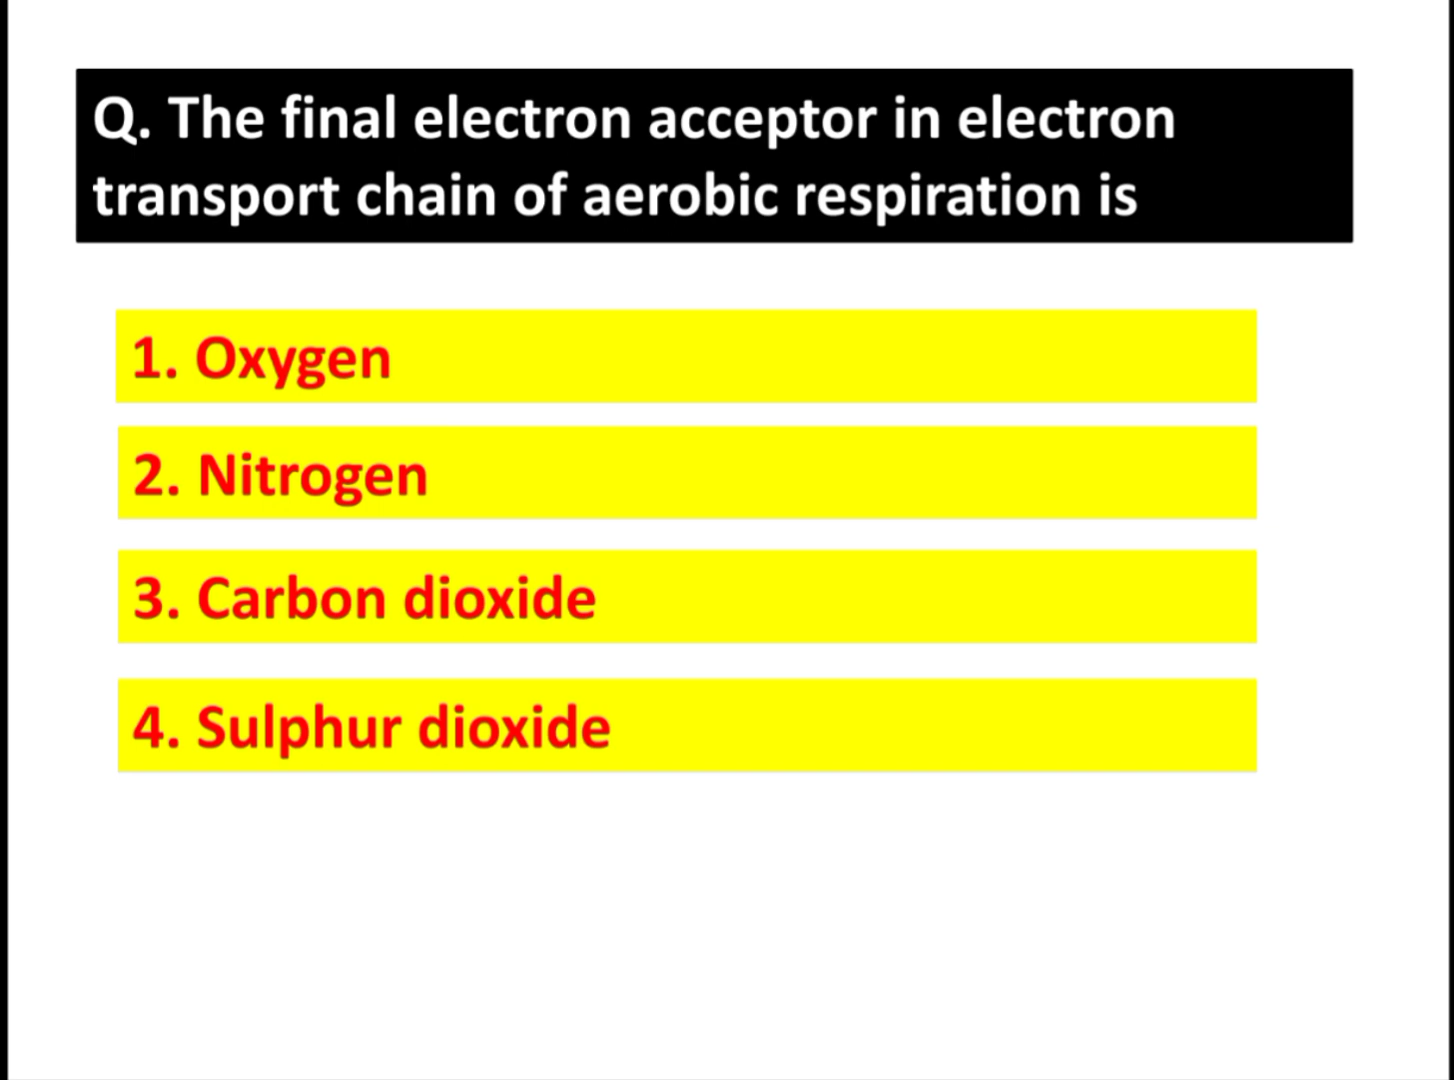 Q. The final electron acceptor in electron
transport chain of aerobic respiration is
1. Oxygen
2. Nitrogen
3. Carbon dioxide
4. Sulphur dioxide